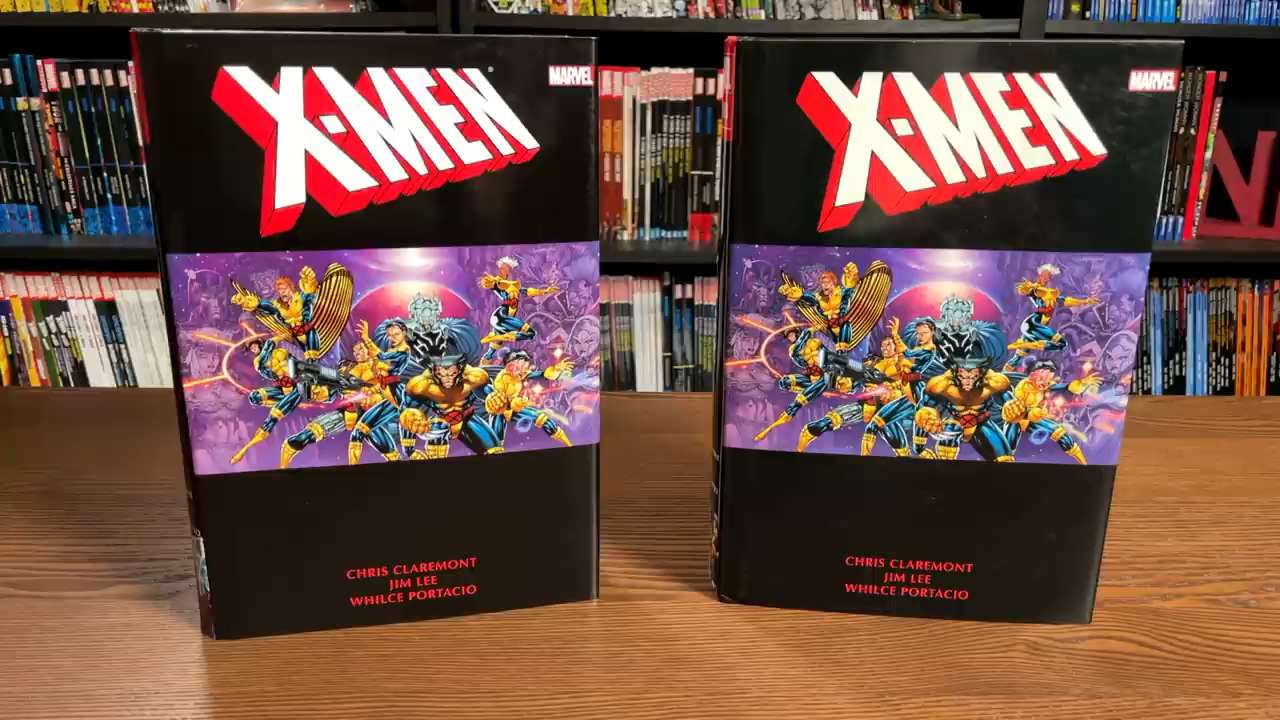 X-MEN
MARVEL
CHRIS CLAREMONT
JIM LEE
WHILCE PORTACIO
X-MEN
MARVEL
CHRIS CLAREMONT
JIM LEE
WHILCE PORTACIO